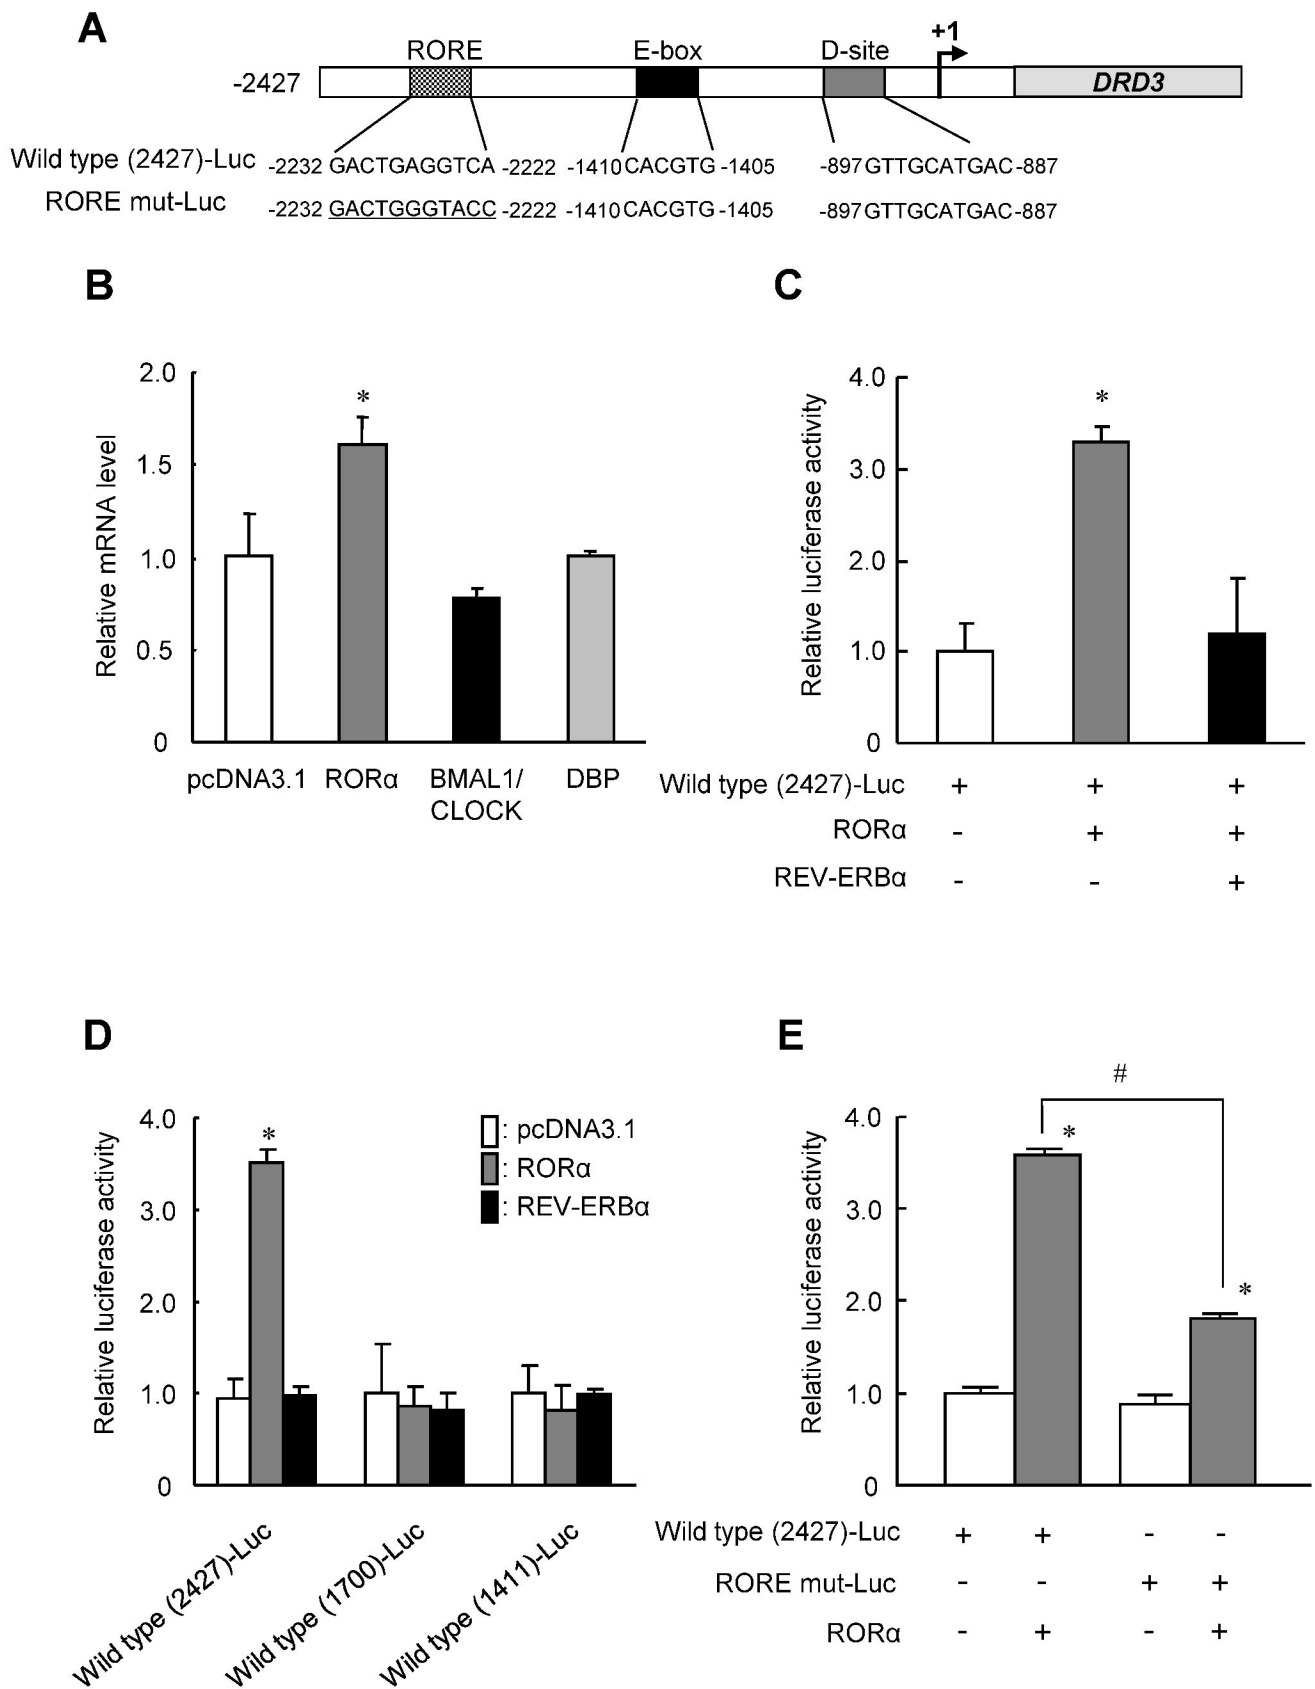 A
RORE E-box D-site +1
-2427 DRD3
Wild type (2427)-Luc -2232 GACTGAGGTCA -2222 -1410 CACGTG -1405 -897 GTTGCATGAC -887
RORE mut-Luc -2232 GACTGGGTACC -2222 -1410 CACGTG -1405 -897 GTTGCATGAC -887
B
Relative mRNA level
2.0
1.5
1.0
0.5
0
*
pcDNA3.1 RORα BMAL1/ DBP
CLOCK
C
Relative luciferase activity
4.0
3.0
2.0
1.0
0
*
Wild type (2427)-Luc + + +
RORα - + +
REV-ERBα - - +
D
Relative luciferase activity
4.0
3.0
2.0
1.0
0
*
: pcDNA3.1
: RORα
: REV-ERBα
Wild type (2427)-Luc
Wild type (1700)-Luc
Wild type (1411)-Luc
E
Relative luciferase activity
4.0
3.0
2.0
1.0
0
#
*
*
Wild type (2427)-Luc + + - -
RORE mut-Luc - - + +
RORα - + - +